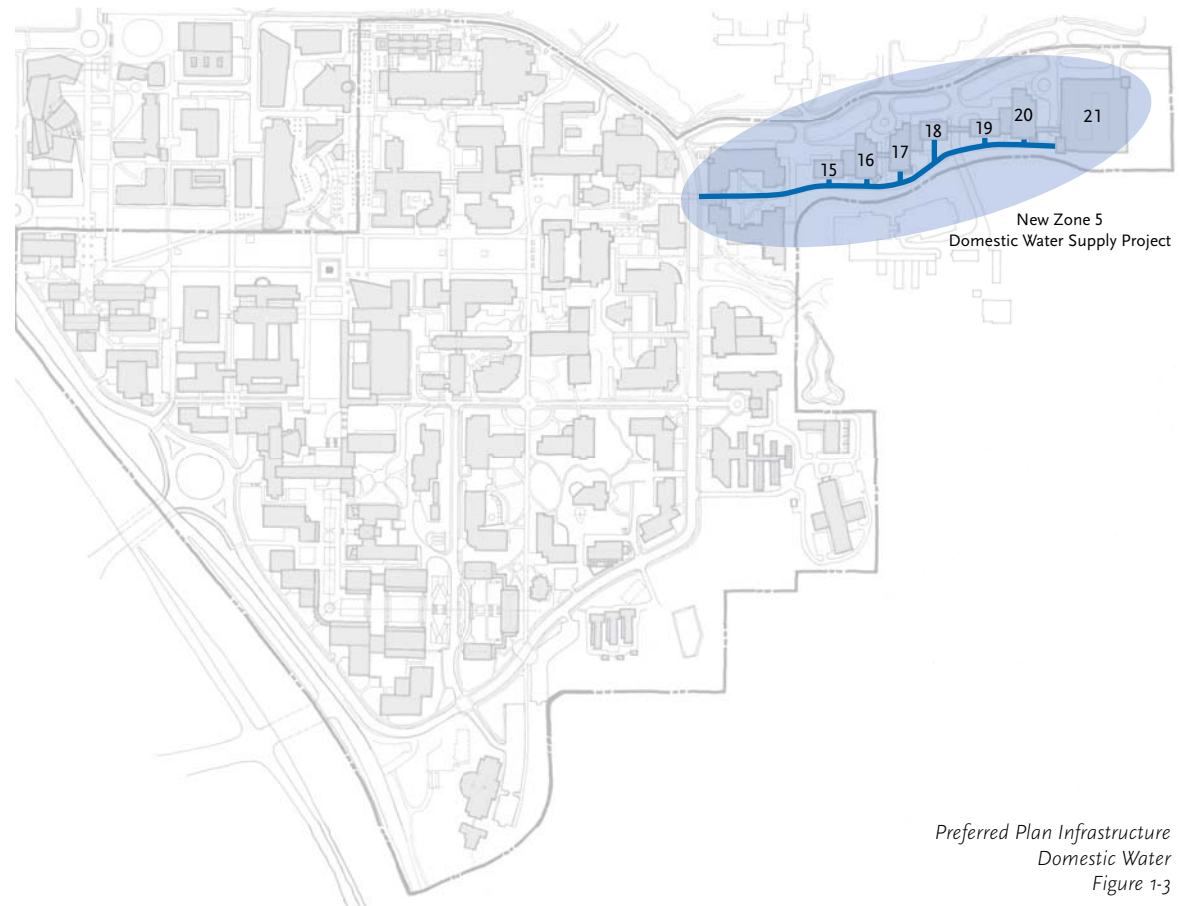 15
16
17
18
19
20
21
New Zone 5
Domestic Water Supply Project
Preferred Plan Infrastructure
Domestic Water
Figure 1-3